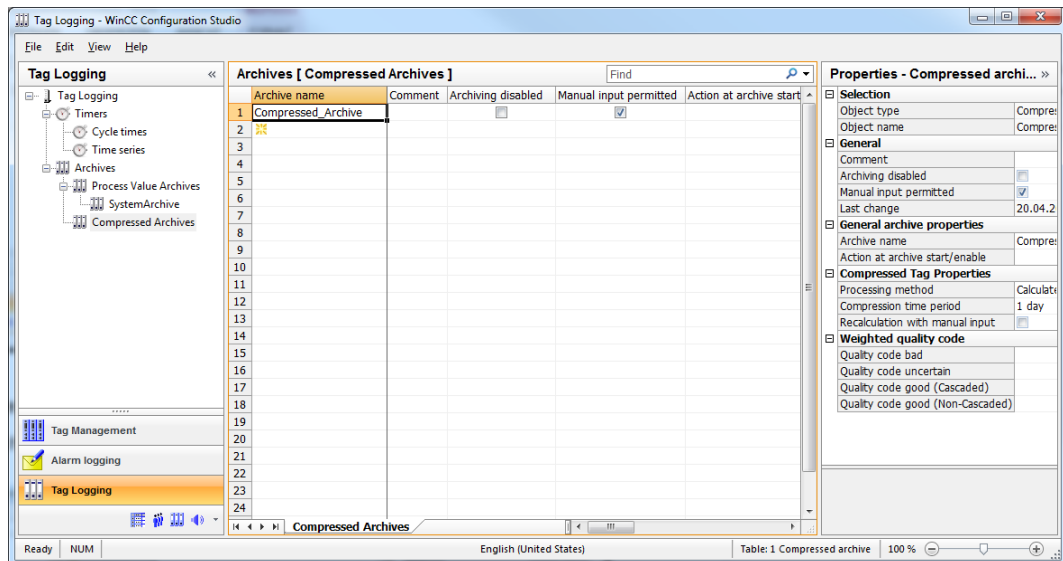 Tag Logging - WinCC Configuration Studio
File Edit View Help
Tag Logging «
Tag Logging
Timers
Cycle times
Time series
Archives
Process Value Archives
SystemArchive
Compressed Archives
Tag Management
Alarm logging
Tag Logging
Archives [ Compressed Archives ] Find
Archive name Comment Archiving disabled Manual input permitted Action at archive start
1 Compressed_Archive
2
3
4
5
6
7
8
9
10
11
12
13
14
15
16
17
18
19
20
21
22
23
24
Compressed Archives
Properties - Compressed archi... »
Selection
Object type Compre
Object name Compre
General
Comment
Archiving disabled
Manual input permitted
Last change 20.04.2
General archive properties
Archive name Compre
Action at archive start/enable
Compressed Tag Properties
Processing method Calculate
Compression time period 1 day
Recalculation with manual input
Weighted quality code
Quality code bad
Quality code uncertain
Quality code good (Cascaded)
Quality code good (Non-Cascaded)
Ready NUM English (United States) Table: 1 Compressed archive 100 %